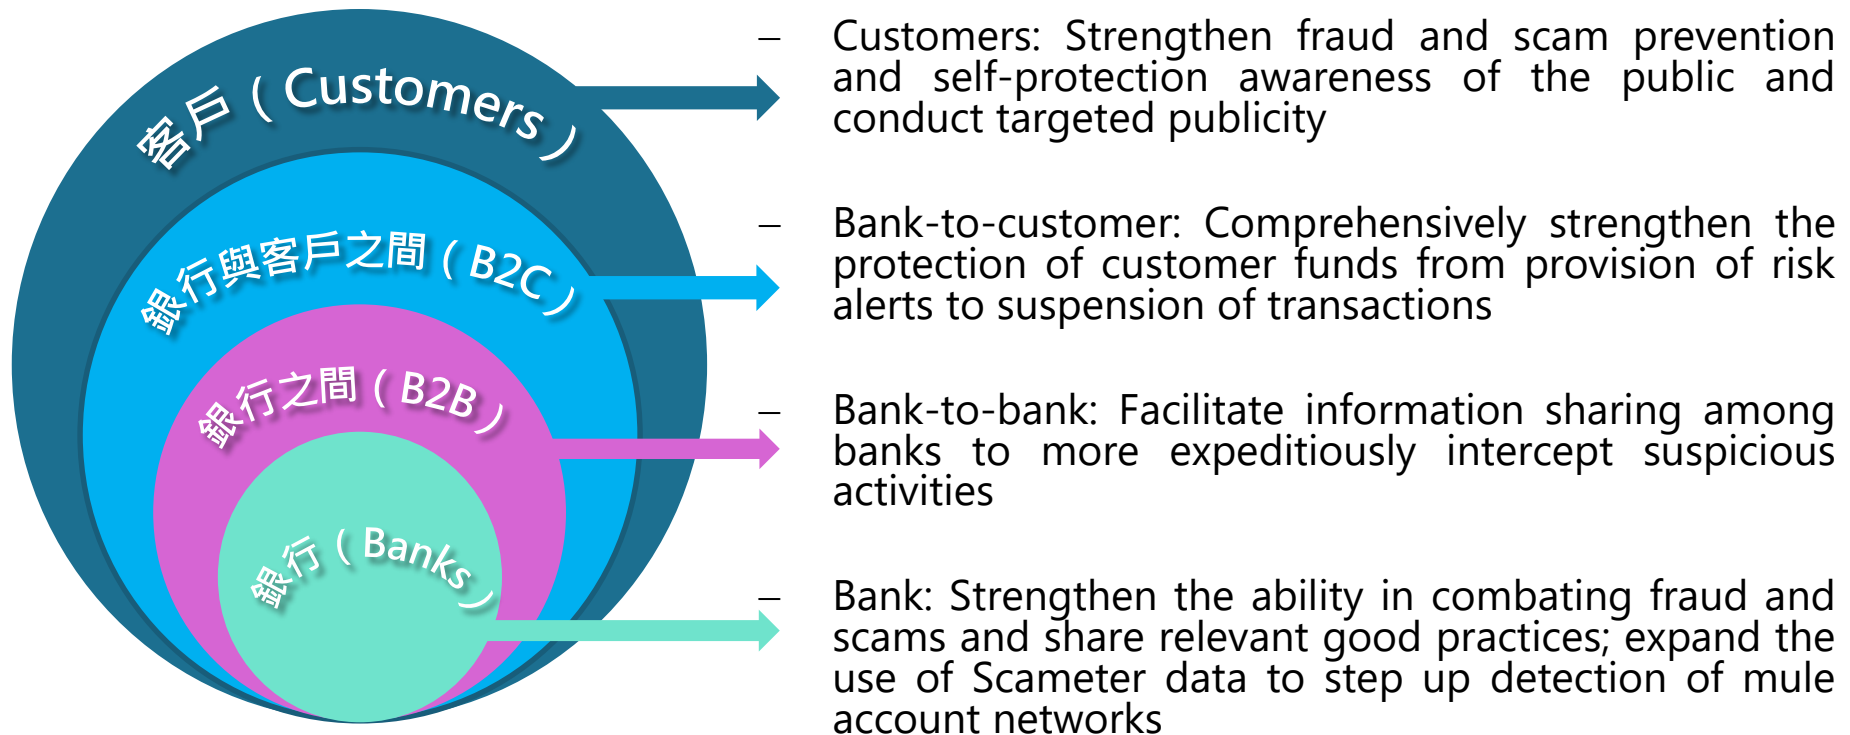 客戶（Customers）
銀行與客戶之間（B2C）
銀行之間（B2B）
銀行（Banks）
– Customers: Strengthen fraud and scam prevention
and self-protection awareness of the public and
conduct targeted publicity
– Bank-to-customer: Comprehensively strengthen the
protection of customer funds from provision of risk
alerts to suspension of transactions
– Bank-to-bank: Facilitate information sharing among
banks to more expeditiously intercept suspicious
activities
– Bank: Strengthen the ability in combating fraud and
scams and share relevant good practices; expand the
use of Scameter data to step up detection of mule
account networks